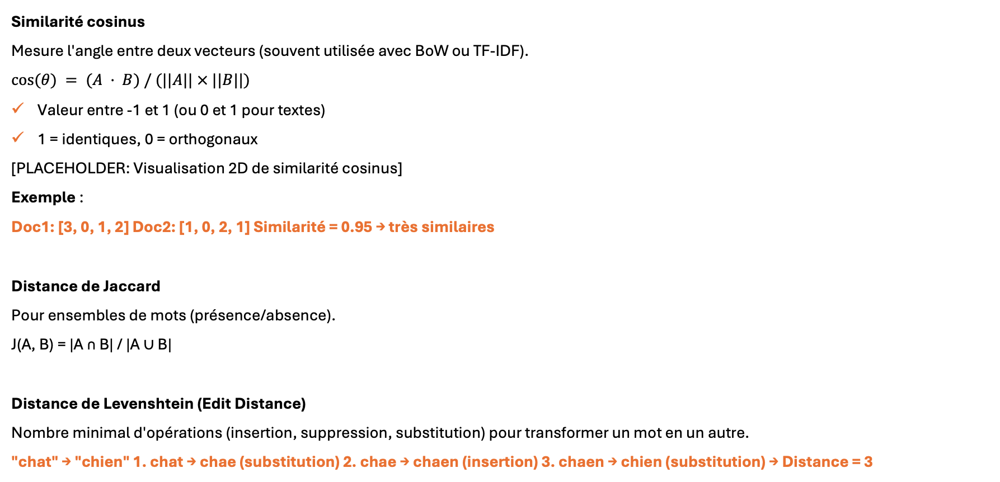 Similarité cosinus
Mesure l'angle entre deux vecteurs (souvent utilisée avec BoW ou TF-IDF).
cos(θ) = (A · B) / (||A|| × ||B||)
✓ Valeur entre -1 et 1 (ou 0 et 1 pour textes)
✓ 1 = identiques, 0 = orthogonaux
[PLACEHOLDER: Visualisation 2D de similarité cosinus]
Exemple :
Doc1: [3, 0, 1, 2] Doc2: [1, 0, 2, 1] Similarité = 0.95 → très similaires
Distance de Jaccard
Pour ensembles de mots (présence/absence).
J(A, B) = |A ∩ B| / |A ∪ B|
Distance de Levenshtein (Edit Distance)
Nombre minimal d'opérations (insertion, suppression, substitution) pour transformer un mot en un autre.
"chat" → "chien" 1. chat → chae (substitution) 2. chae → chaen (insertion) 3. chaen → chien (substitution) → Distance = 3